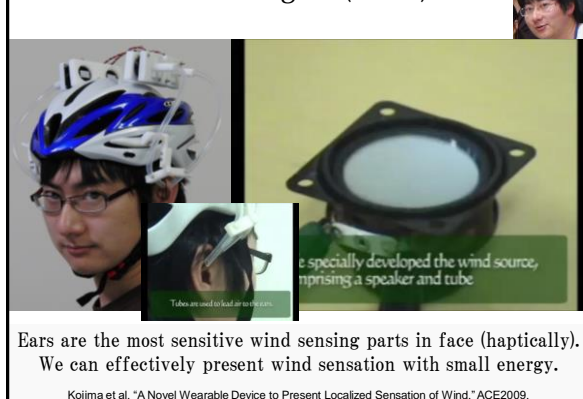 Tubes are used to lead air to the ears.
e specially developed the wind source,
mprising a speaker and tube
Ears are the most sensitive wind sensing parts in face (haptically).
We can effectively present wind sensation with small energy.
Kojima et al. "A Novel Wearable Device to Present Localized Sensation of Wind." ACE2009.